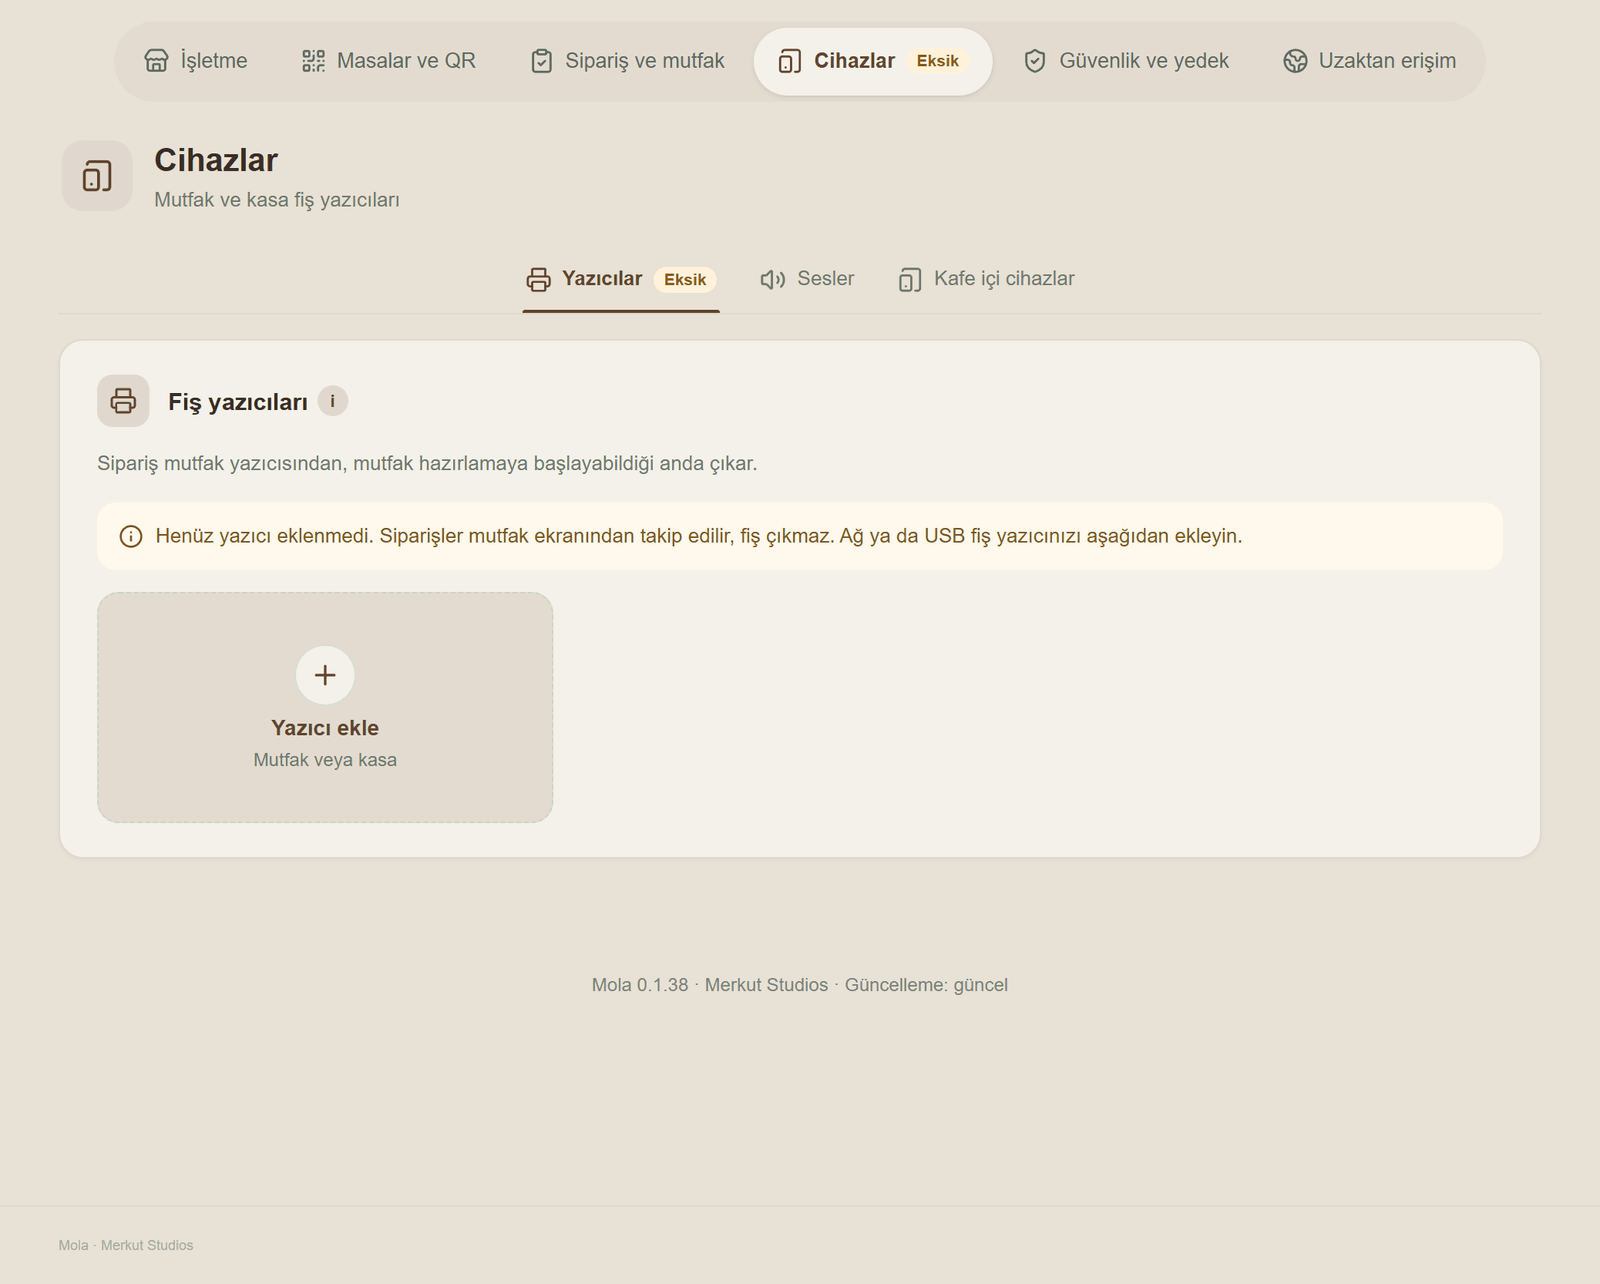 İşletme Masalar ve QR Sipariş ve mutfak Cihazlar Eksik Güvenlik ve yedek Uzaktan erişim
Cihazlar
Mutfak ve kasa fiş yazıcıları
Yazıcılar Eksik Sesler Kafe içi cihazlar
Fiş yazıcıları i
Sipariş mutfak yazıcısından, mutfak hazırlamaya başlayabildiği anda çıkar.
Henüz yazıcı eklenmedi. Siparişler mutfak ekranından takip edilir, fiş çıkmaz. Ağ ya da USB fiş yazıcınızı aşağıdan ekleyin.
Yazıcı ekle
Mutfak veya kasa
Mola 0.1.38 · Merkut Studios · Güncelleme: güncel
Mola · Merkut Studios